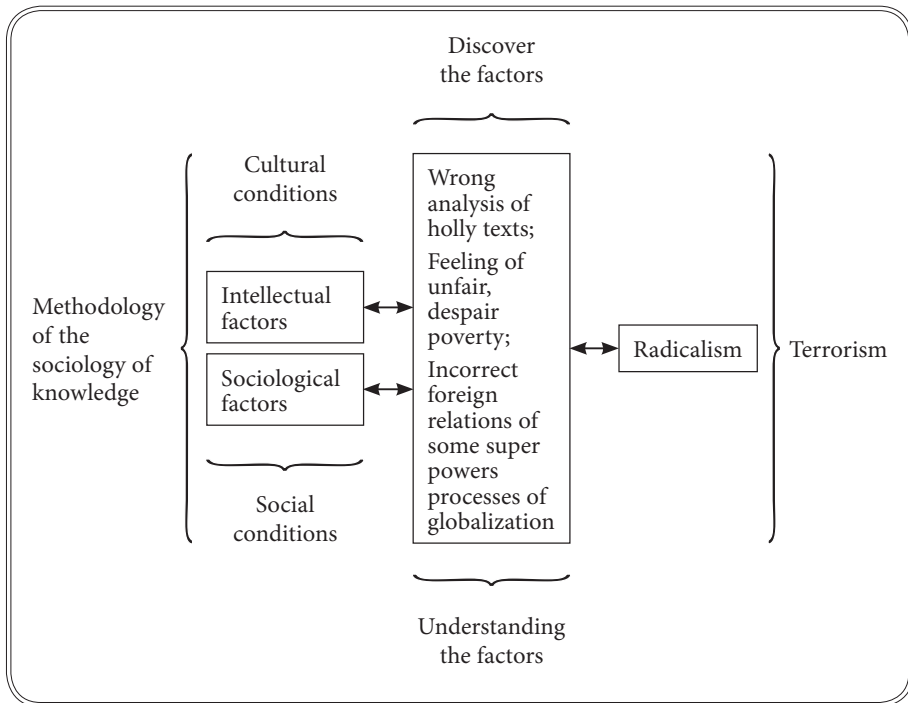 Discover
the factors
Cultural
conditions
Methodology
of the
sociology of
knowledge
Intellectual
factors
Sociological
factors
Social
conditions
Wrong
analysis of
holly texts;
Feeling of
unfair,
despair
poverty;
Incorrect
foreign
relations of
some super
powers
processes of
globalization
Radicalism
Terrorism
Understanding
the factors